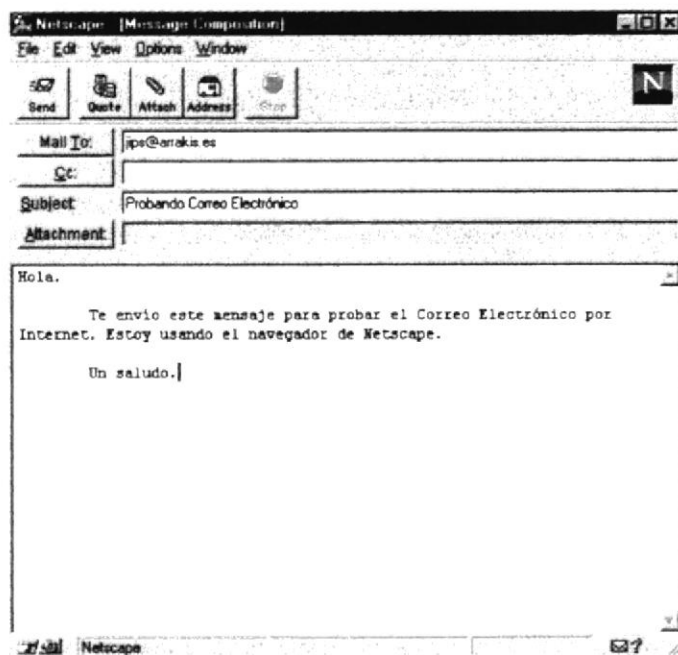 Netscape - [Message Composition]
File Edit View Options Window
Send Quote Attach Address Stop
N
Mail To: jips@arrakis.es
Cc:
Subject: Probando Correo Electrónico
Attachment:
Hola.
Te envio este mensaje para probar el Correo Electrónico por
Internet. Estoy usando el navegador de Netscape.
Un saludo.
Netscape
?